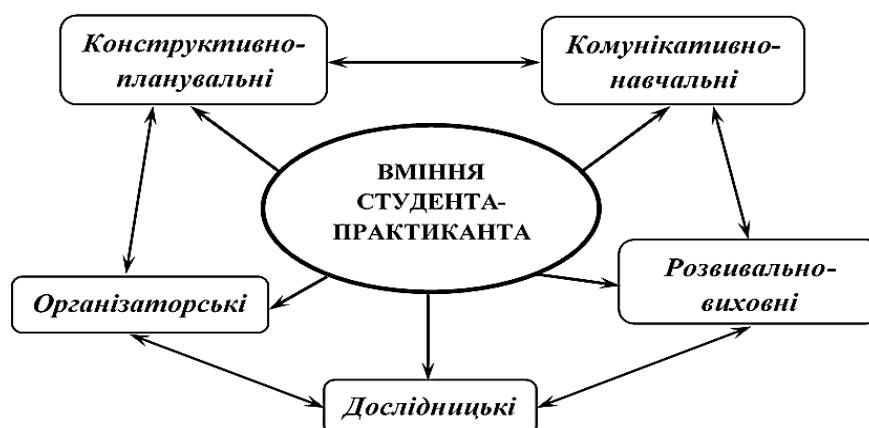 Конструктивно-
планувальні
Комунікативно-
навчальні
ВМІННЯ
СТУДЕНТА-
ПРАКТИКАНТА
Організаторські
Розвивально-
виховні
Дослідницькі